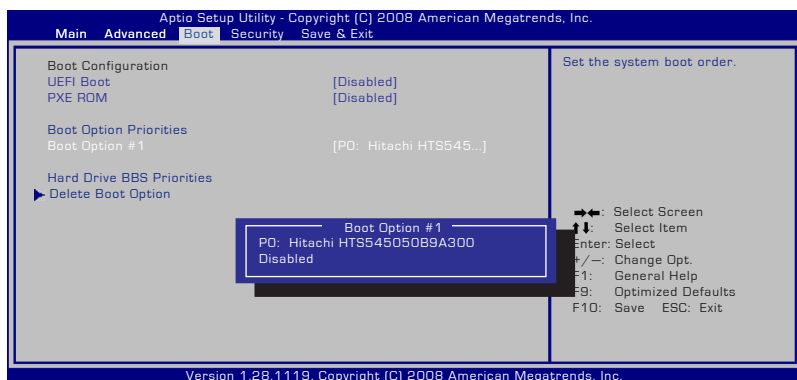 Aptio Setup Utility - Copyright (C) 2008 American Megatrends, Inc.
Main Advanced Boot Security Save & Exit
Boot Configuration
UEFI Boot [Disabled]
PXE ROM [Disabled]
Boot Option Priorities
Boot Option #1 [P0: Hitachi HTS545...]
Hard Drive BBS Priorities
Delete Boot Option
Set the system boot order.
Boot Option #1
P0: Hitachi HTS545050B9A300
Disabled
→←: Select Screen
↑↓: Select Item
Enter: Select
+/—: Change Opt.
F1: General Help
F9: Optimized Defaults
F10: Save ESC: Exit
Version 1.28.1119. Copyright (C) 2008 American Megatrends, Inc.